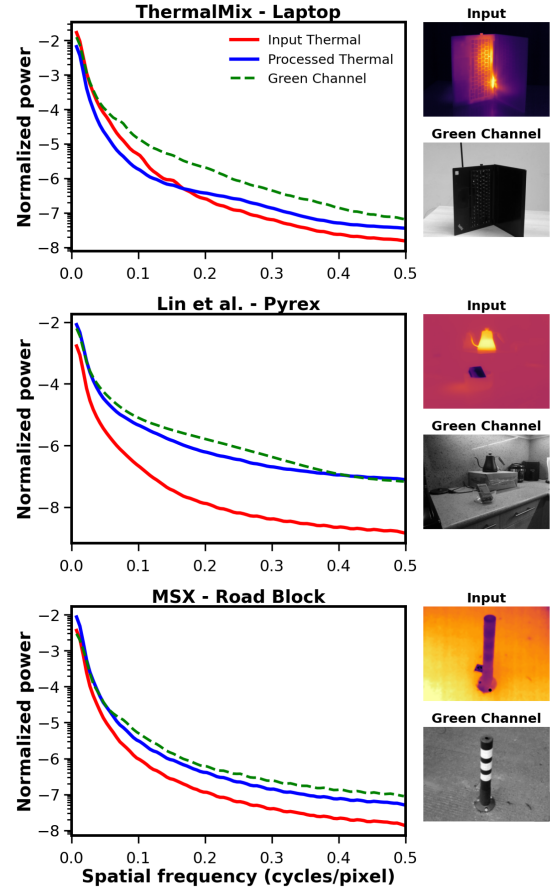 ThermalMix - Laptop
Normalized power
−2
−3
−4
−5
−6
−7
−8
0.0 0.1 0.2 0.3 0.4 0.5
Input Thermal
Processed Thermal
Green Channel
Input
Green Channel
Lin et al. - Pyrex
Normalized power
−2
−4
−6
−8
0.0 0.1 0.2 0.3 0.4 0.5
Input
Green Channel
MSX - Road Block
Normalized power
−2
−3
−4
−5
−6
−7
−8
0.0 0.1 0.2 0.3 0.4 0.5
Spatial frequency (cycles/pixel)
Input
Green Channel